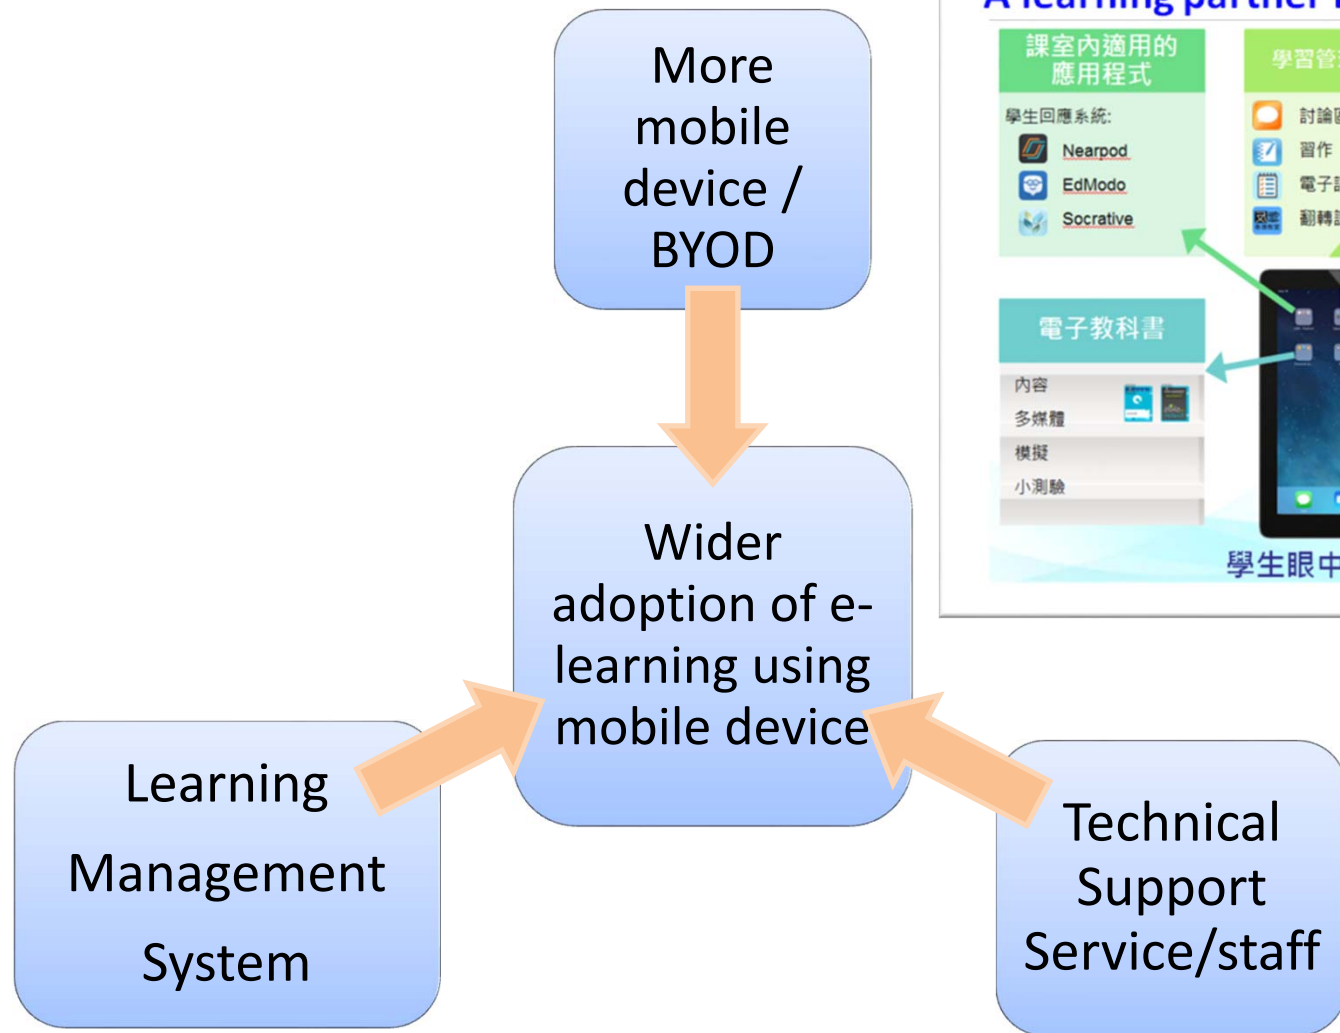 More
mobile
device /
BYOD
Wider
adoption of e-
learning using
mobile device
Learning
Management
System
Technical
Support
Service/staff
learning partner
課室內適用的
應用程式
學生回應系統:
Nearpod
EdModo
Socrative
學習管
討論
習作
電子
翻轉
電子教科書
內容
多媒體
模擬
小測驗
學生眼中